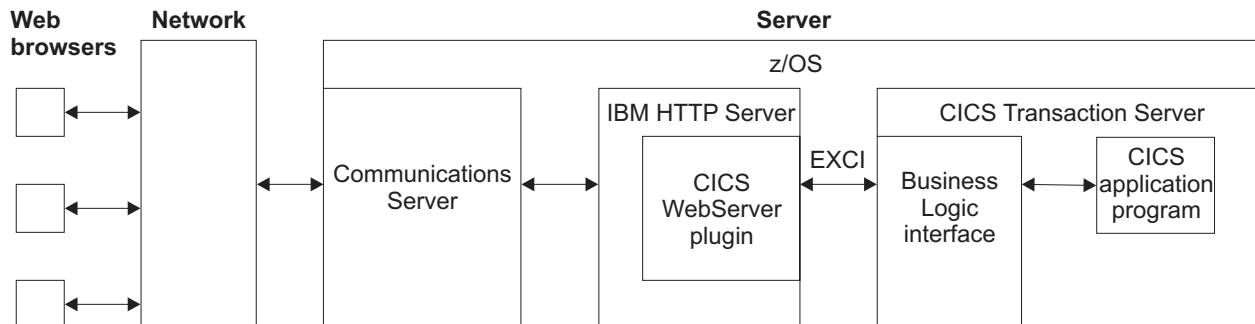 Web
browsers
Network
Server
z/OS
IBM HTTP Server
CICS Transaction Server
Communications
Server
CICS
WebServer
plugin
EXCI
Business
Logic
interface
CICS
application
program